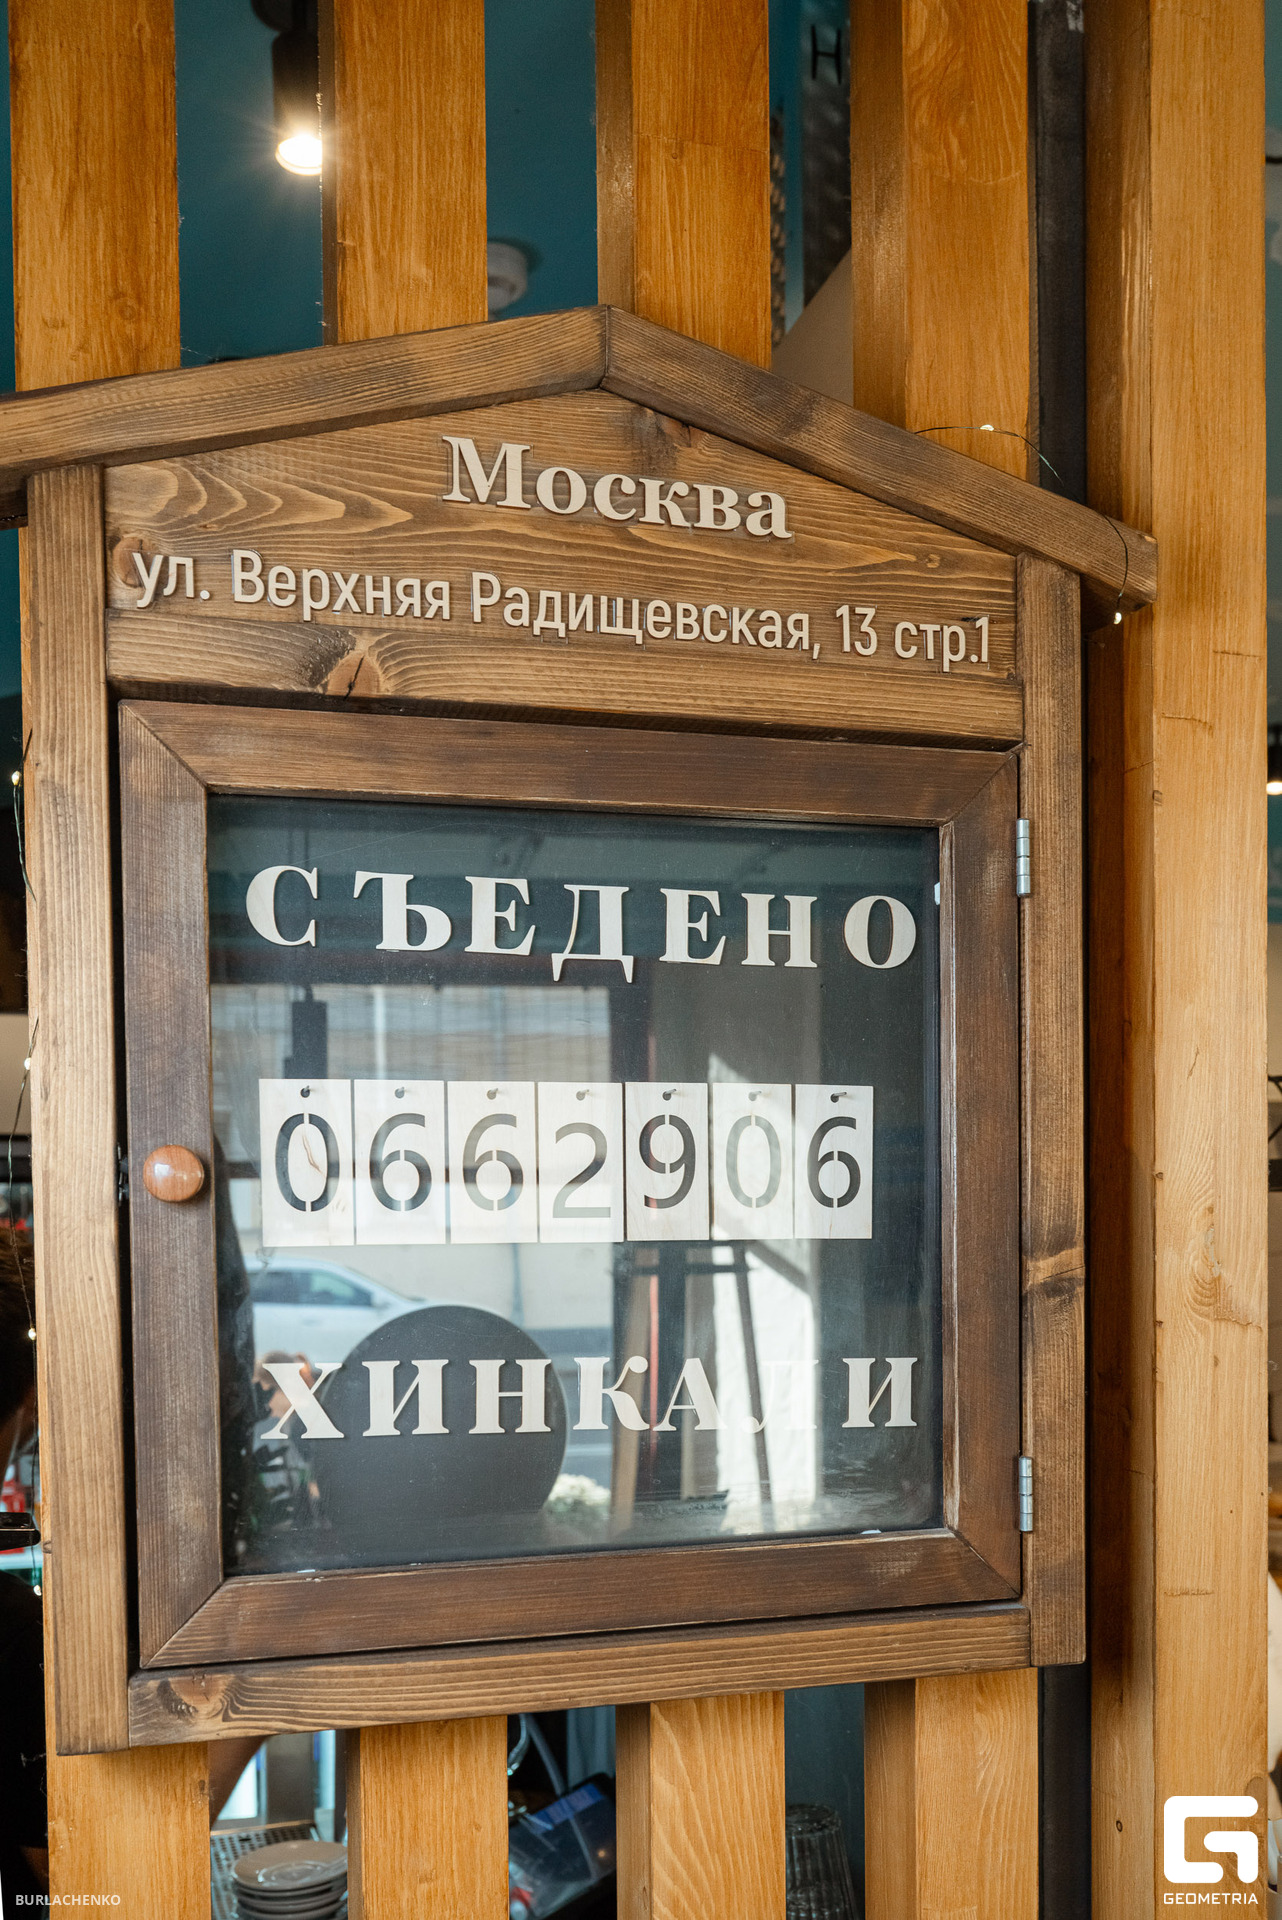 Москва
ул. Верхняя Радищевская, 13 стр.1
СЪЕДЕНО
0662906
ХИНКАЛИ
BURLACHENKO
GEOMETRIA